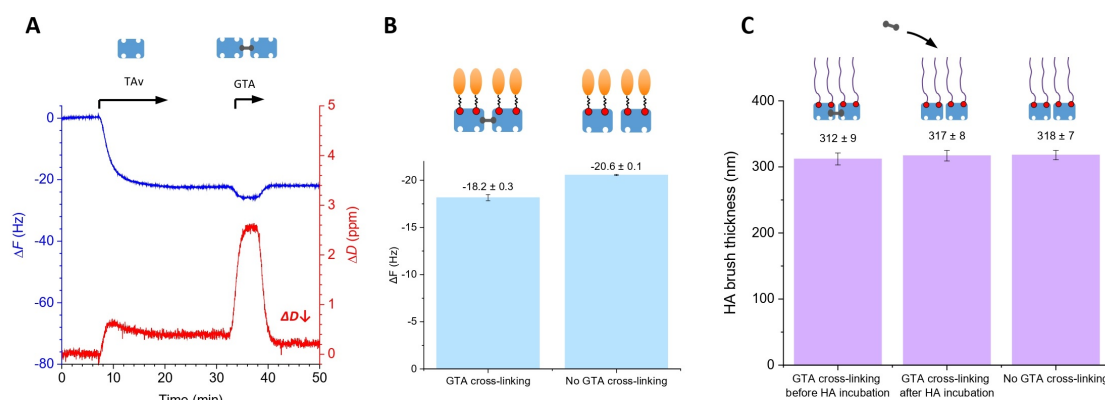 A
TAv
GTA
ΔF (Hz)
0
-20
-40
-60
-80
ΔD (ppm)
5
4
3
2
1
0
ΔD↓
0
10
20
30
40
50
Time (min)
B
ΔF (Hz)
-20
-15
-10
-5
0
-18.2 ± 0.3
-20.6 ± 0.1
GTA cross-linking
No GTA cross-linking
C
HA brush thickness (nm)
400
300
200
100
0
312 ± 9
317 ± 8
318 ± 7
GTA cross-linking
before HA incubation
GTA cross-linking
after HA incubation
No GTA cross-linking